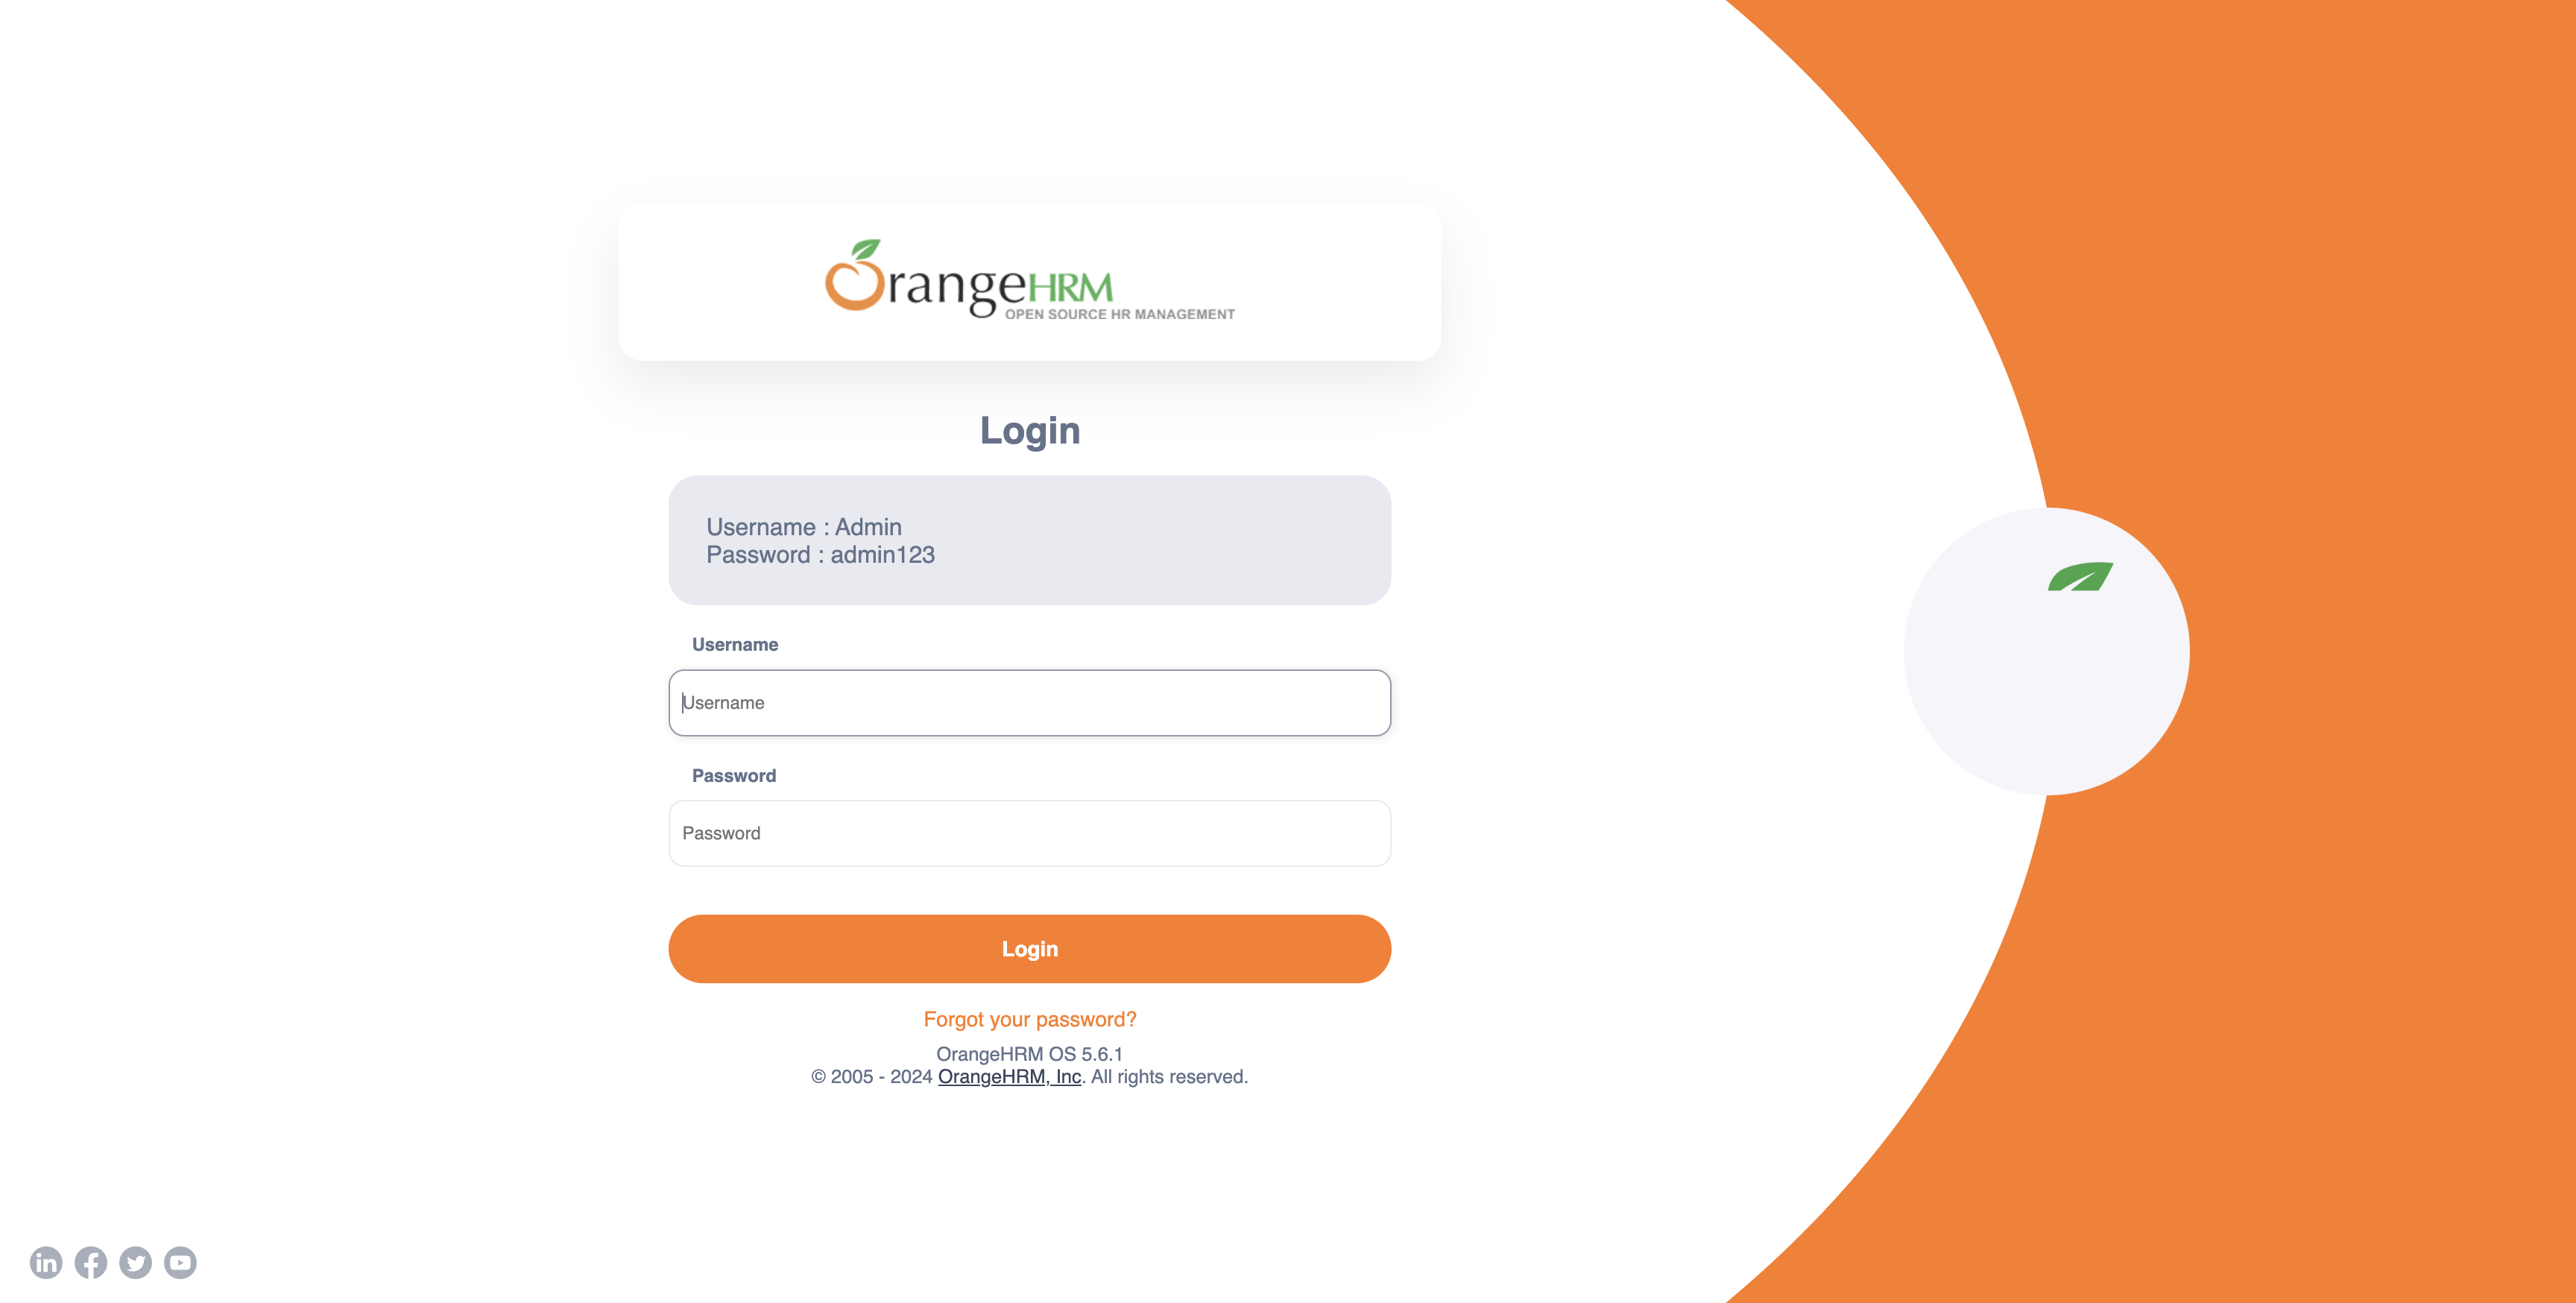 OrangeHRM
OPEN SOURCE HR MANAGEMENT
Login
Username : Admin
Password : admin123
Username
Username
Password
Password
Login
Forgot your password?
OrangeHRM OS 5.6.1
© 2005 - 2024 OrangeHRM, Inc. All rights reserved.